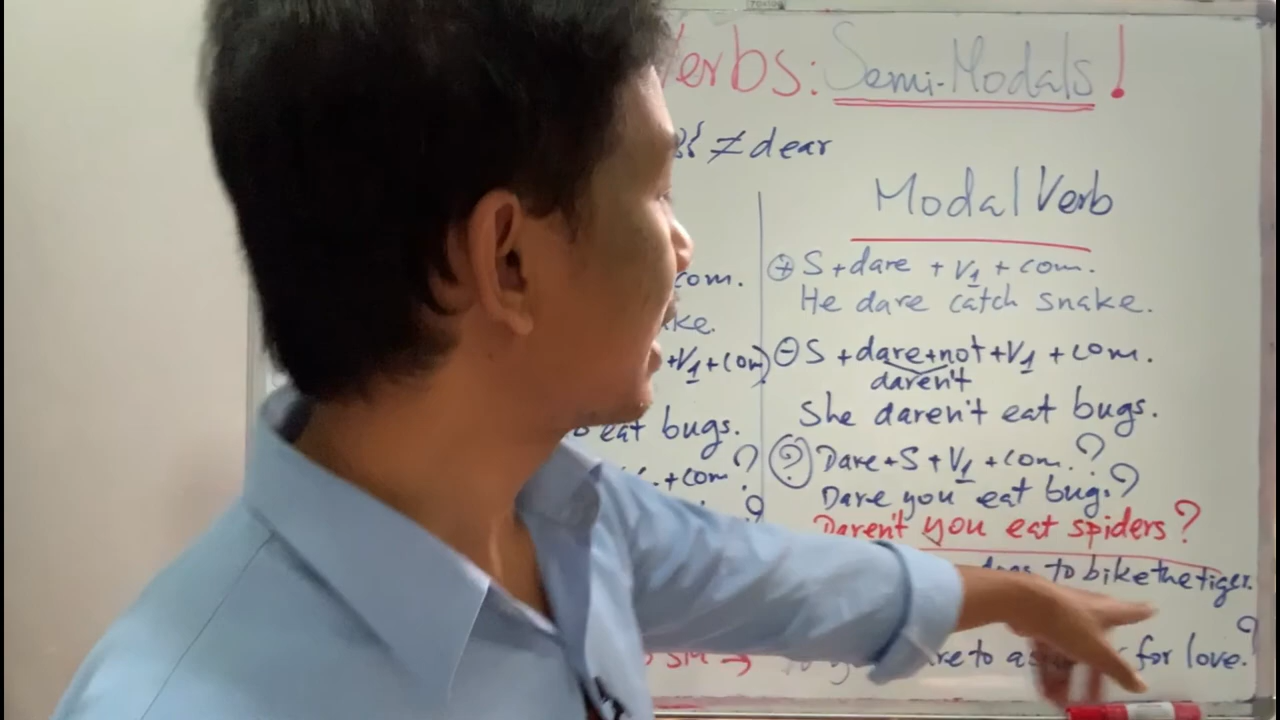 Verbs: Semi-Modals!
≠ dear
Modal Verb
com.
⊕ S + dare + V1 + com.
He dare catch snake.
+V1 + com)
⊖ S + dare + not + V1 + com.
daren't
eat bugs.
She daren't eat bugs.
+ com?
? Dare + S + V1 + com.?
Dare you eat bug.?
Daren't you eat spiders?
to bike the tiger.
for love.?